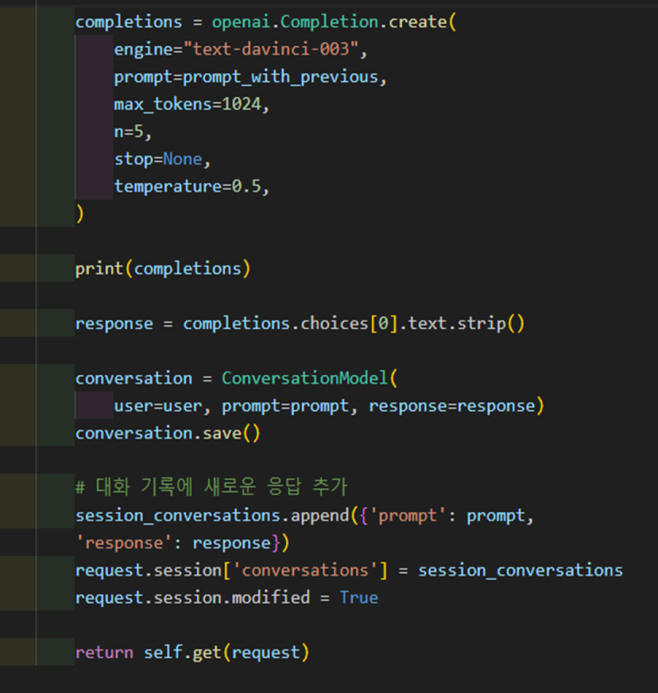 completions = openai.Completion.create(
engine="text-davinci-003",
prompt=prompt_with_previous,
max_tokens=1024,
n=5,
stop=None,
temperature=0.5,
)
print(completions)
response = completions.choices[0].text.strip()
conversation = ConversationModel(
user=user, prompt=prompt, response=response)
conversation.save()
# 대화 기록에 새로운 응답 추가
session_conversations.append({'prompt': prompt,
'response': response})
request.session['conversations'] = session_conversations
request.session.modified = True
return self.get(request)